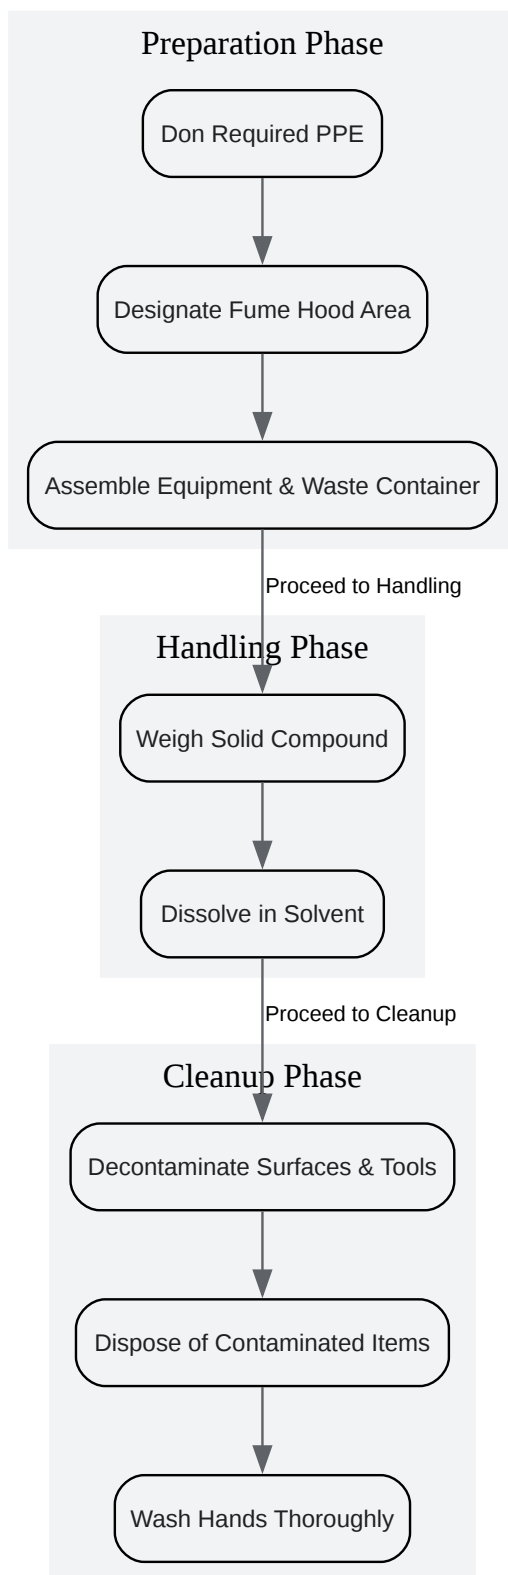 Preparation Phase
Don Required PPE
Designate Fume Hood Area
Assemble Equipment & Waste Container
Proceed to Handling
Handling Phase
Weigh Solid Compound
Dissolve in Solvent
Proceed to Cleanup
Cleanup Phase
Decontaminate Surfaces & Tools
Dispose of Contaminated Items
Wash Hands Thoroughly